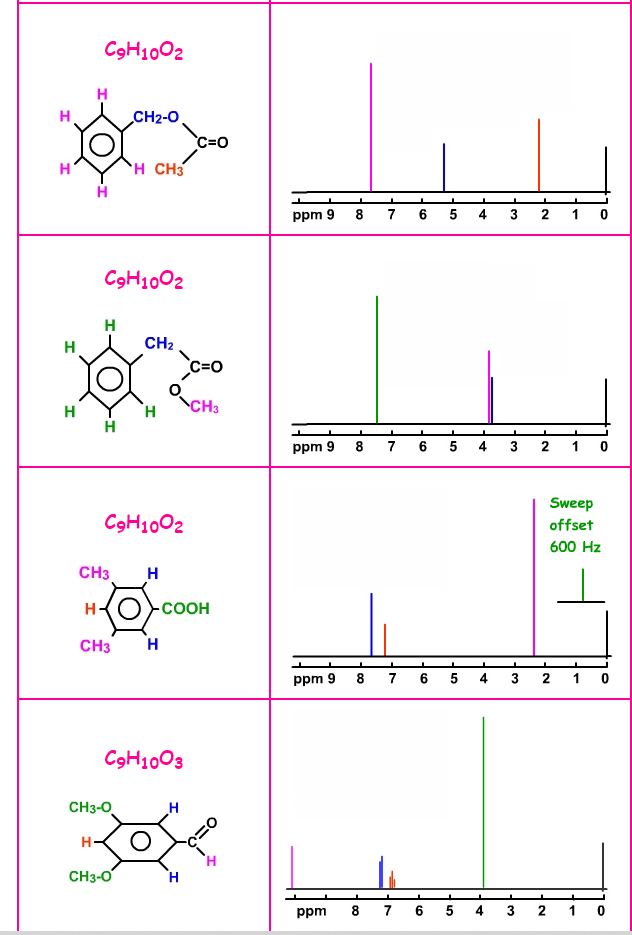 C₉H₁₀O₂
H
H
CH₂-O
C=O
H
H
CH₃
H
ppm 9 8 7 6 5 4 3 2 1 0
C₉H₁₀O₂
H
H
CH₂
C=O
O
H
H
CH₃
H
ppm 9 8 7 6 5 4 3 2 1 0
C₉H₁₀O₂
CH₃
H
H
COOH
CH₃
H
Sweep
offset
600 Hz
ppm 9 8 7 6 5 4 3 2 1 0
C₉H₁₀O₃
CH₃-O
H
O
H
C
H
CH₃-O
H
ppm 8 7 6 5 4 3 2 1 0